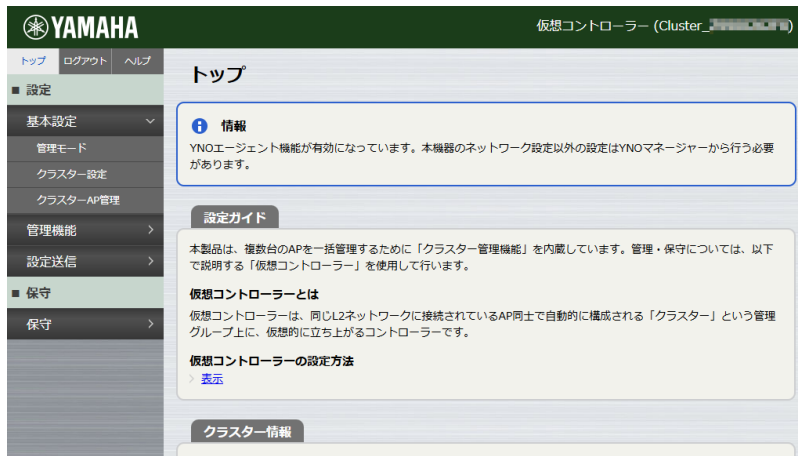 YAMAHA
仮想コントローラー (Cluster_
トップ ログアウト ヘルプ
■ 設定
基本設定
管理モード
クラスター設定
クラスターAP管理
管理機能
設定送信
■ 保守
保守
トップ
情報
YNOエージェント機能が有効になっています。本機器のネットワーク設定以外の設定はYNOマネージャーから行う必要
があります。
設定ガイド
本製品は、複数台のAPを一括管理するために「クラスター管理機能」を内蔵しています。管理・保守については、以下
で説明する「仮想コントローラー」を使用して行います。
仮想コントローラーとは
仮想コントローラーは、同じL2ネットワークに接続されているAP同士で自動的に構成される「クラスター」という管理
グループ上に、仮想的に立ち上がるコントローラーです。
仮想コントローラーの設定方法
表示
クラスター情報